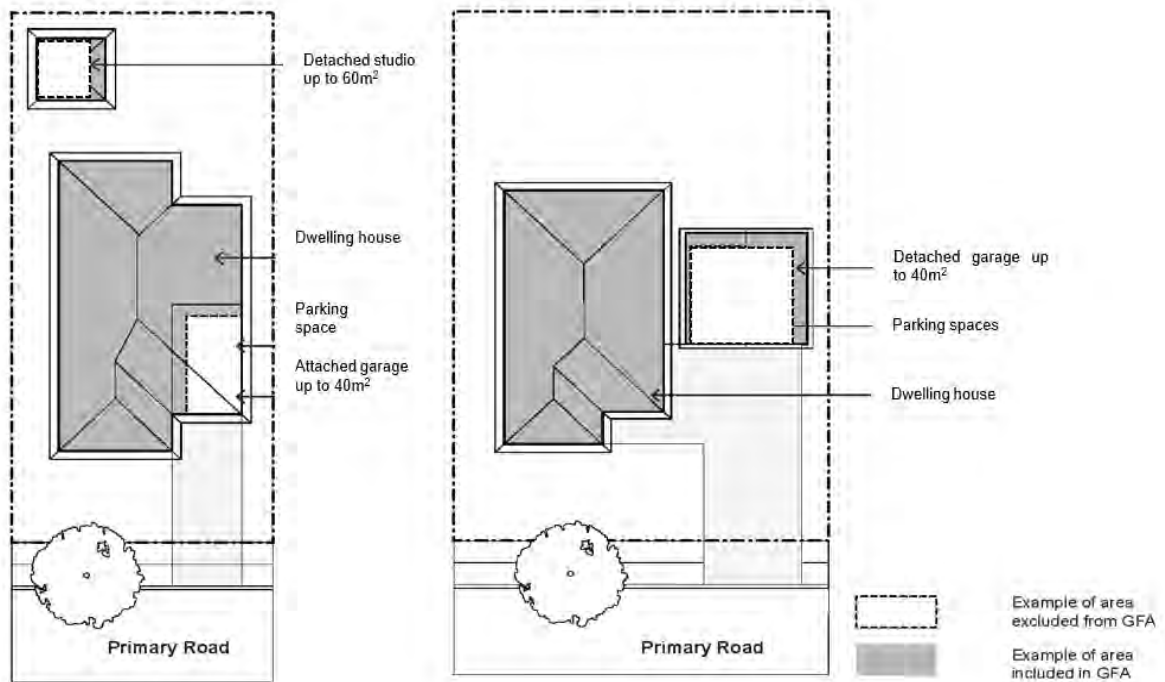 Detached studio
up to 60m²
Dwelling house
Parking
space
Attached garage
up to 40m²
Primary Road
Detached garage up
to 40m²
Parking spaces
Dwelling house
Primary Road
Example of area
excluded from GFA
Example of area
included in GFA